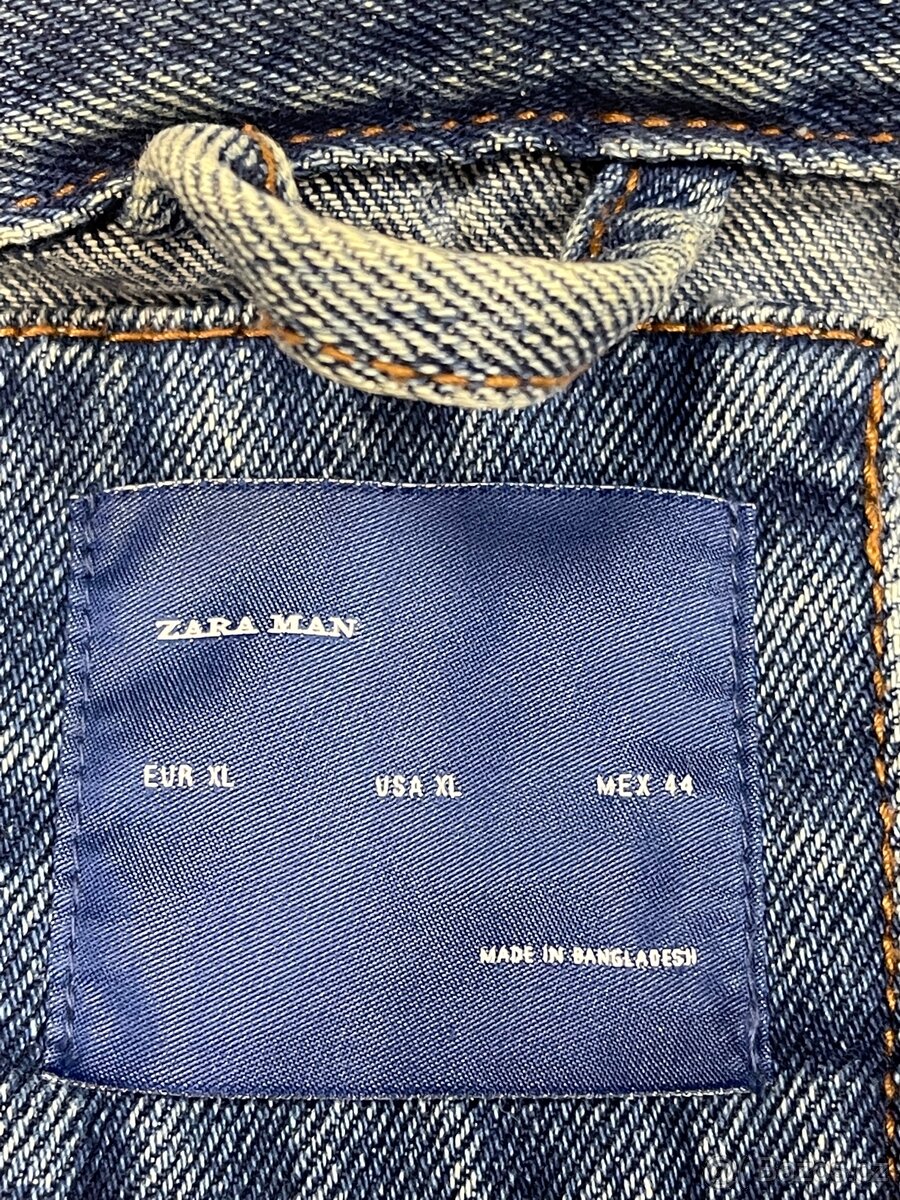 ZARA MAN
EUR XL USA XL MEX 44
MADE IN BANGLADESH